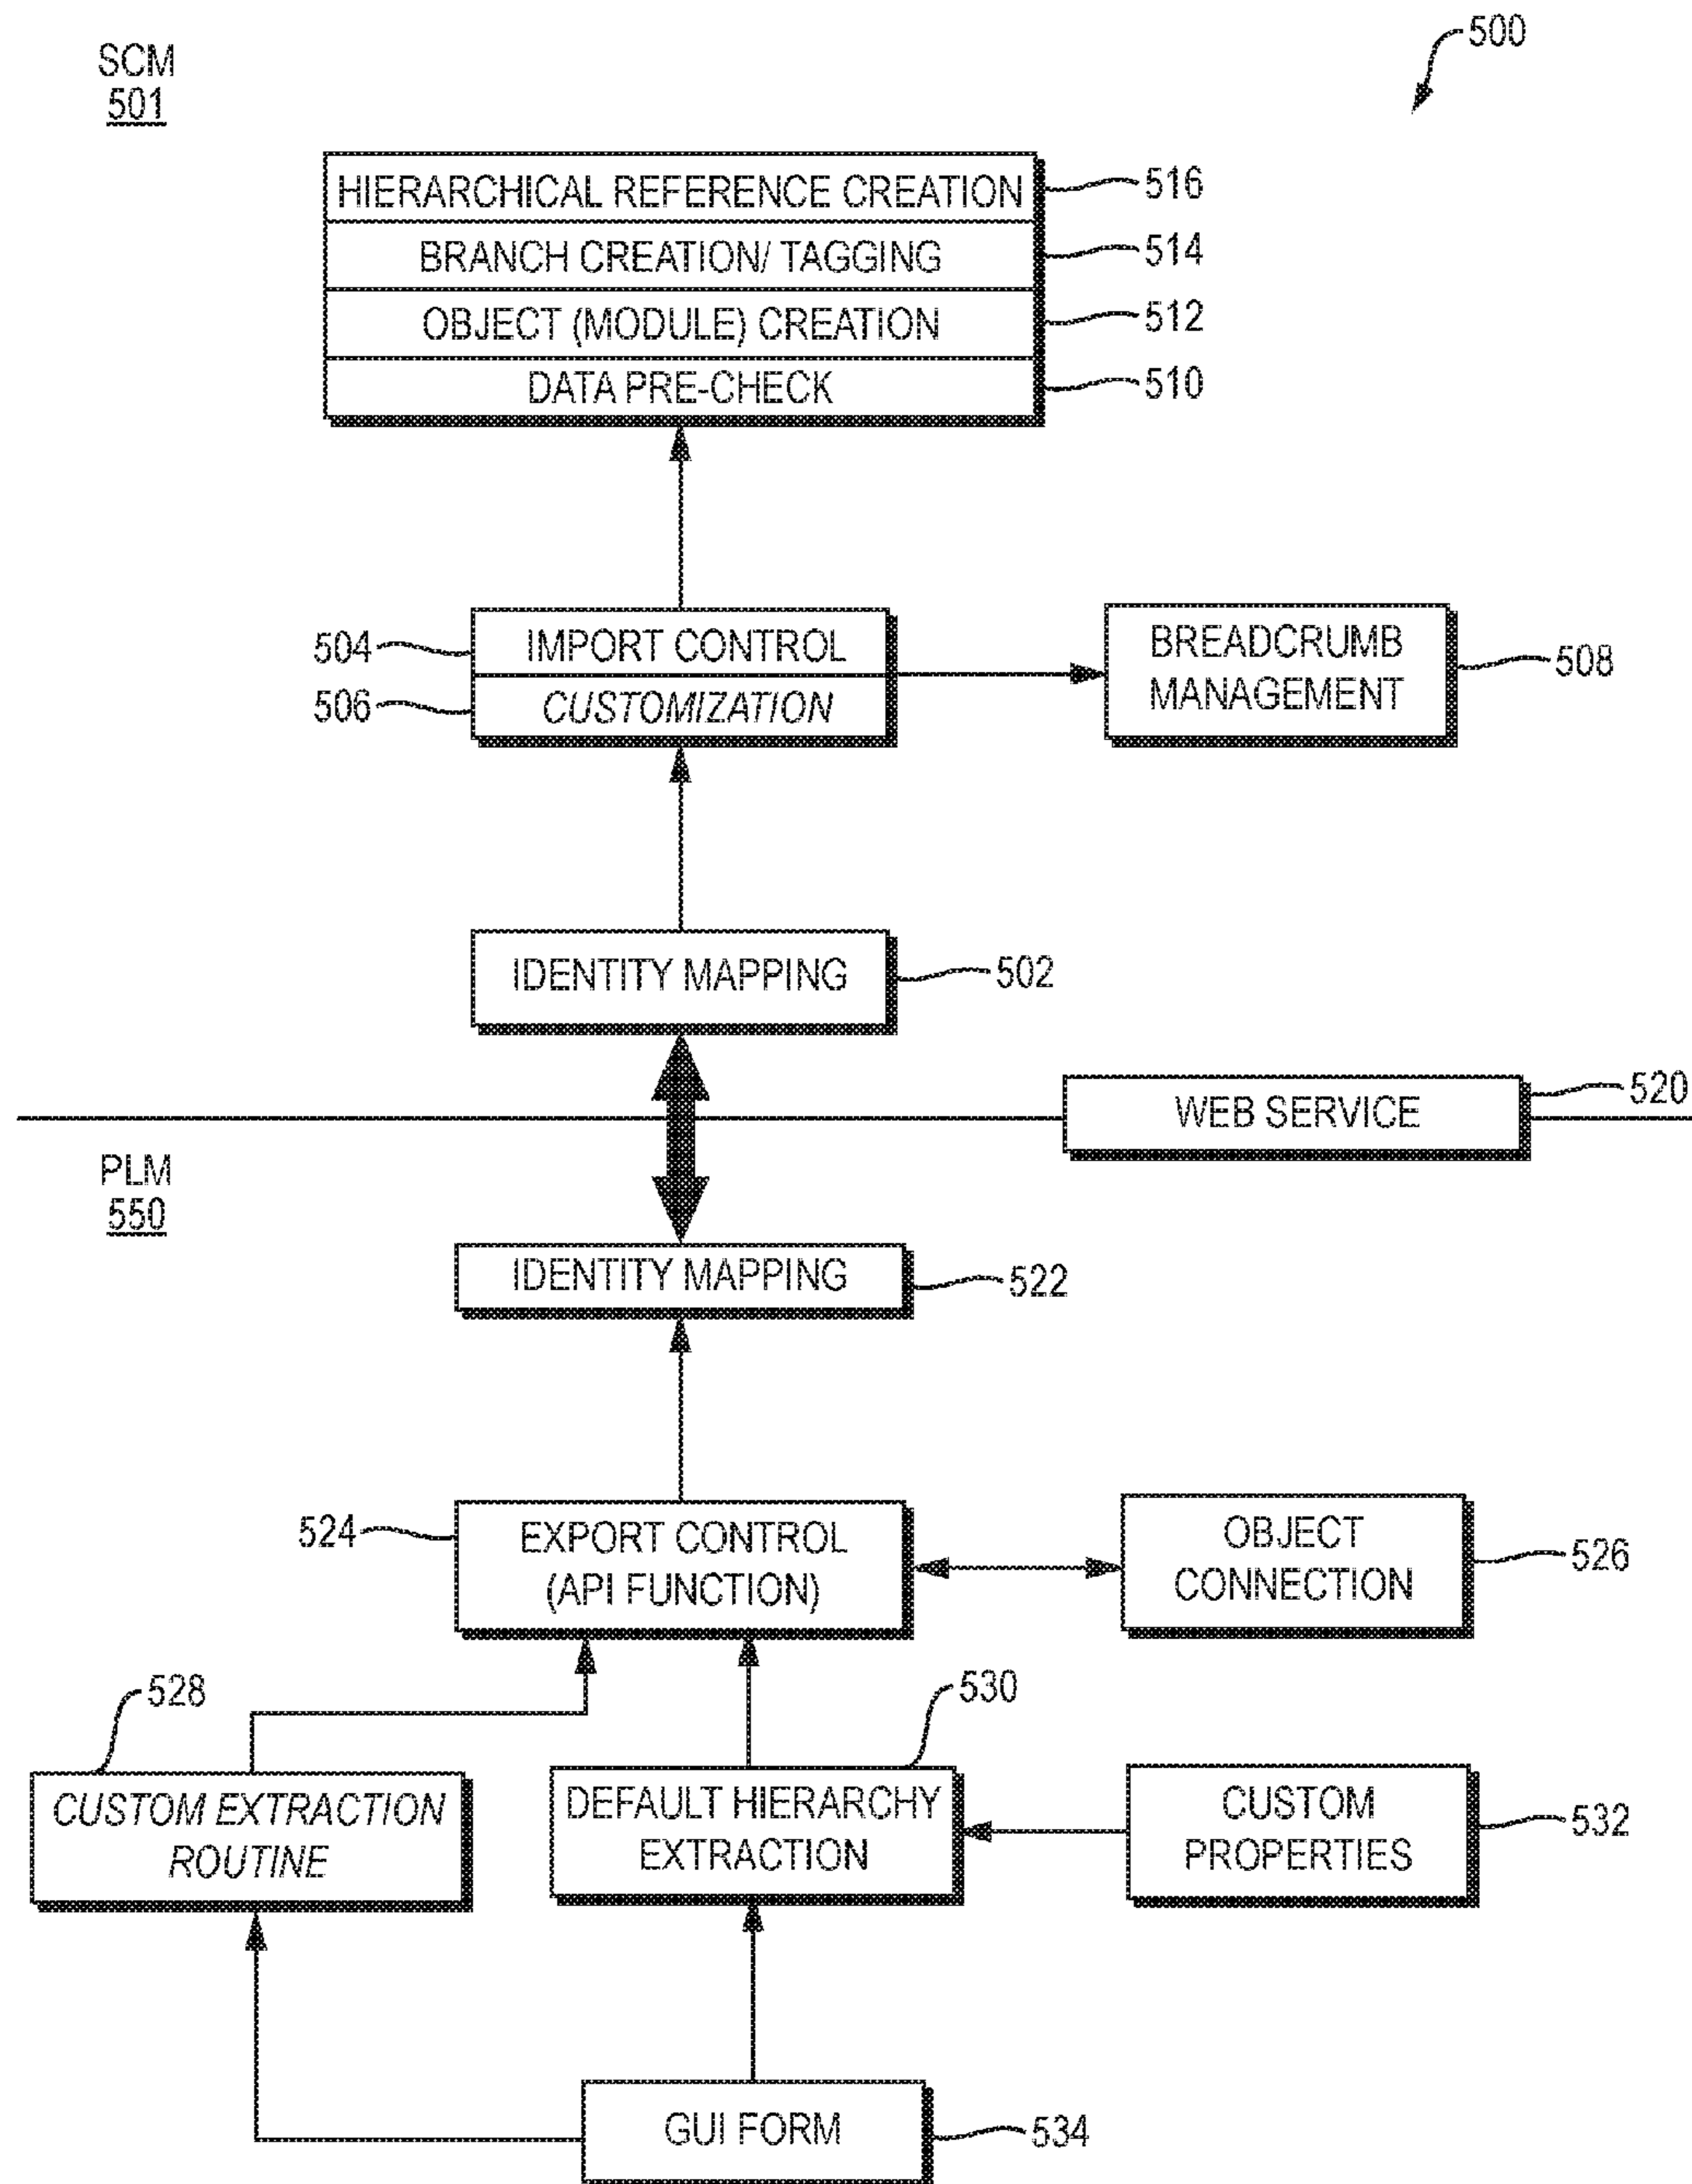 500
SCM
501
HIERARCHICAL REFERENCE CREATION
516
BRANCH CREATION/ TAGGING
514
OBJECT (MODULE) CREATION
512
DATA PRE-CHECK
510
504
IMPORT CONTROL
506
CUSTOMIZATION
BREADCRUMB
MANAGEMENT
508
IDENTITY MAPPING
502
WEB SERVICE
520
PLM
550
IDENTITY MAPPING
522
524
EXPORT CONTROL
(API FUNCTION)
OBJECT
CONNECTION
526
528
CUSTOM EXTRACTION
ROUTINE
530
DEFAULT HIERARCHY
EXTRACTION
CUSTOM
PROPERTIES
532
GUI FORM
534